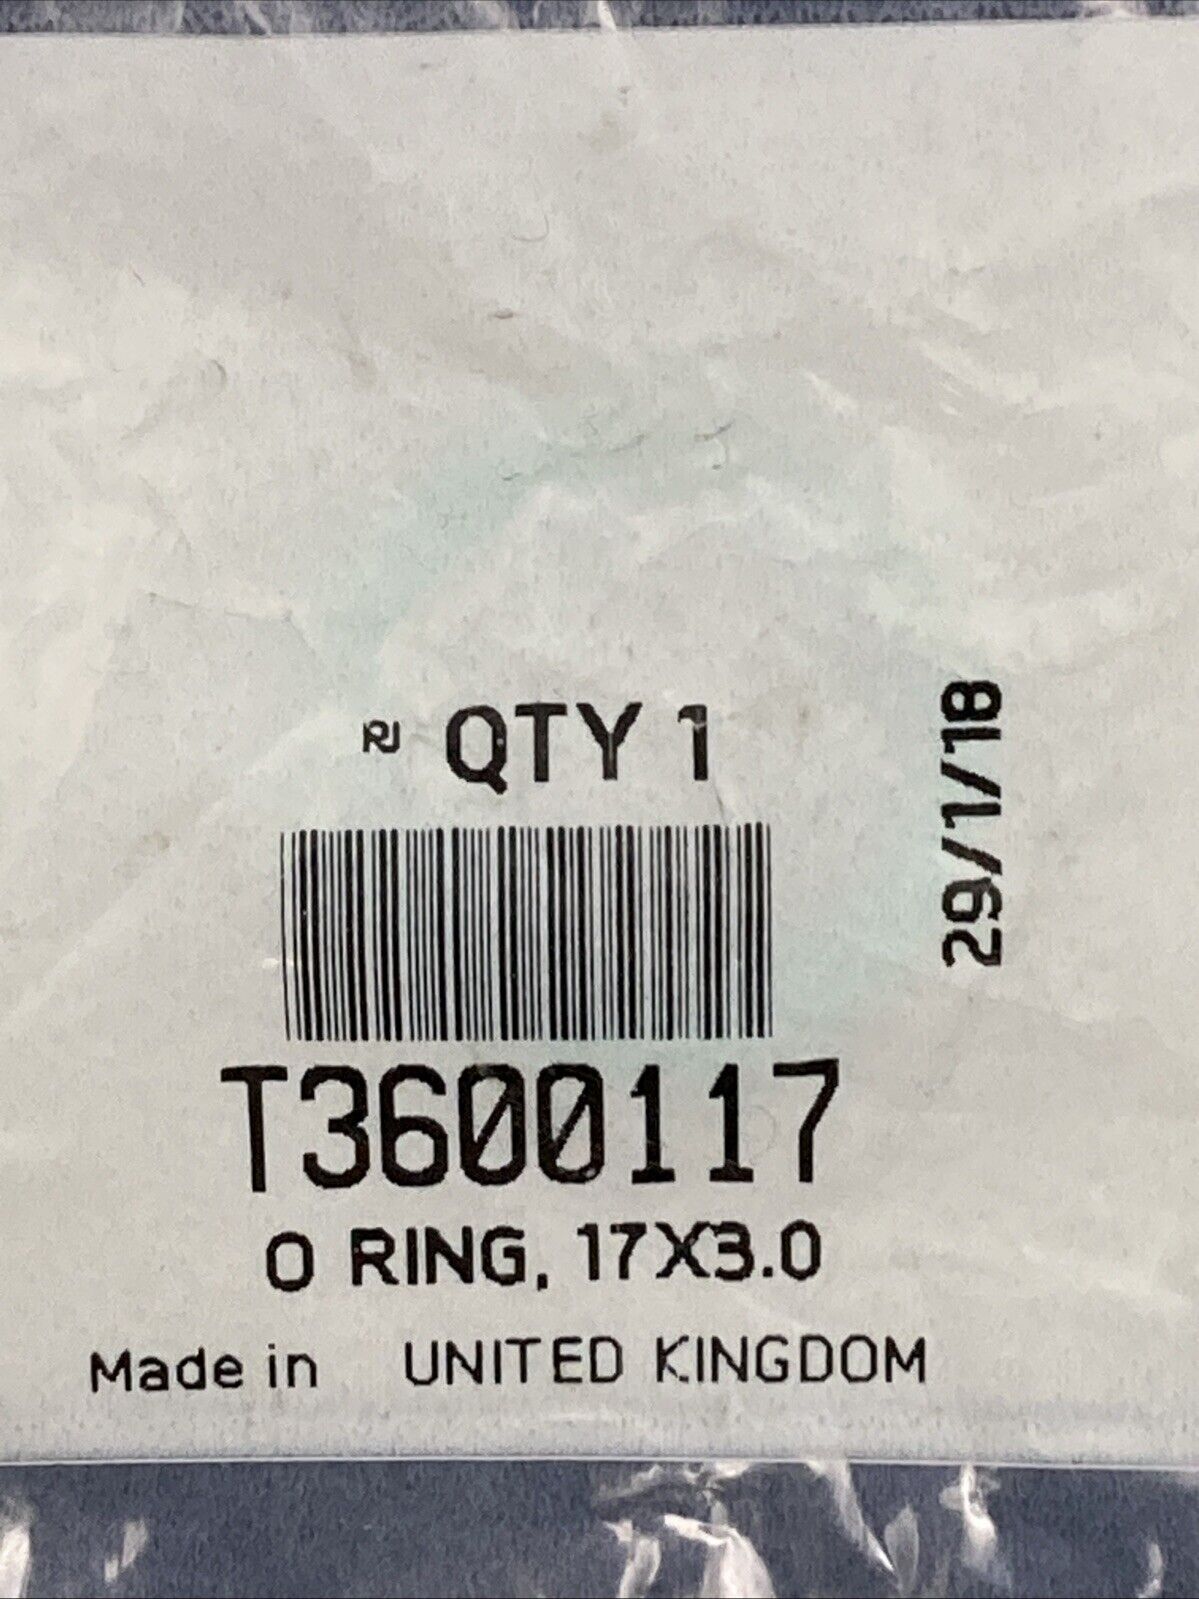 QTY 1
29/1/18
T3600117
O RING, 17X3.0
Made in UNITED KINGDOM